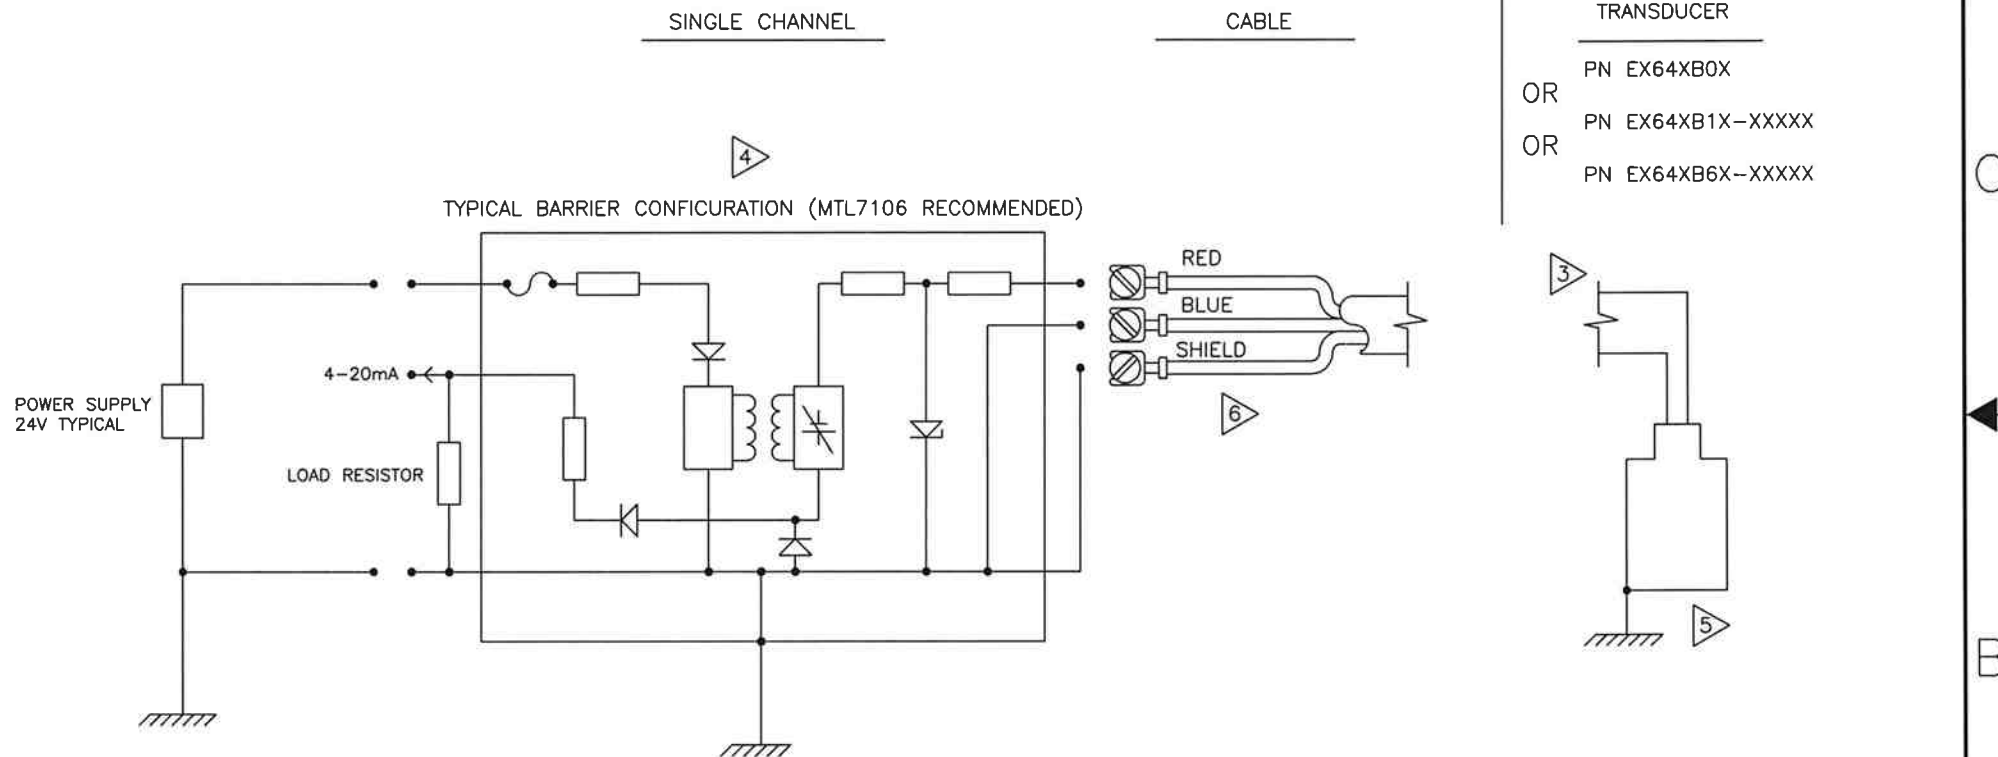 SINGLE CHANNEL
CABLE
TRANSDUCER
PN EX64XB0X
OR
PN EX64XB1X-XXXXX
OR
PN EX64XB6X-XXXXX
4
TYPICAL BARRIER CONFICURATION (MTL7106 RECOMMENDED)
RED
BLUE
SHIELD
6
3
5
4-20mA
POWER SUPPLY
24V TYPICAL
LOAD RESISTOR
B